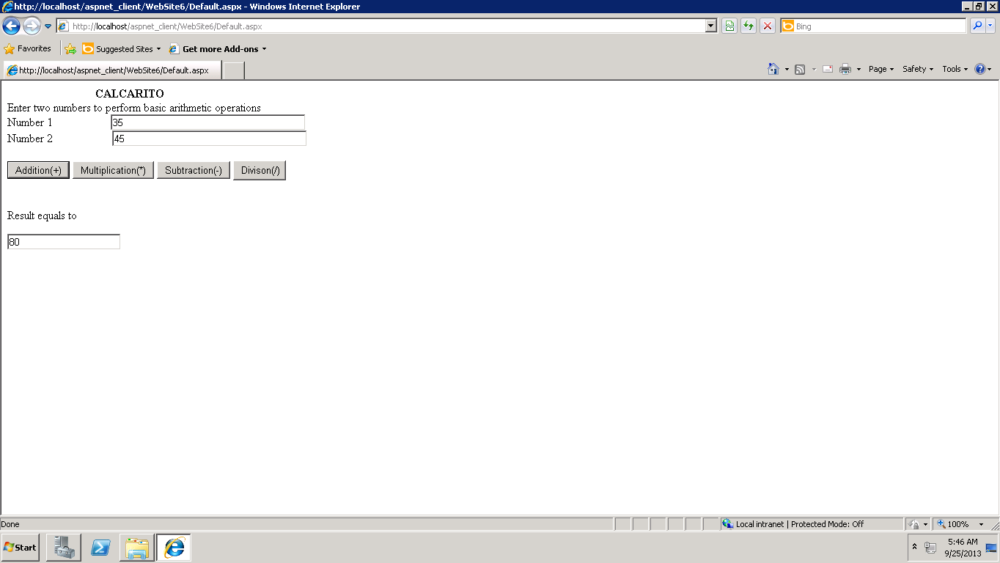 http://localhost/aspnet_client/WebSite6/Default.aspx - Windows Internet Explorer
http://localhost/aspnet_client/WebSite6/Default.aspx
Bing
Favorites
Suggested Sites
Get more Add-ons
http://localhost/aspnet_client/WebSite6/Default.aspx
Page
Safety
Tools
CALCARITO
Enter two numbers to perform basic arithmetic operations
Number 1 35
Number 2 45
Addition(+) Multiplication(*) Subtraction(-) Divison(/)
Result equals to
80
Done
Local intranet | Protected Mode: Off
100%
Start
5:46 AM
9/25/2013